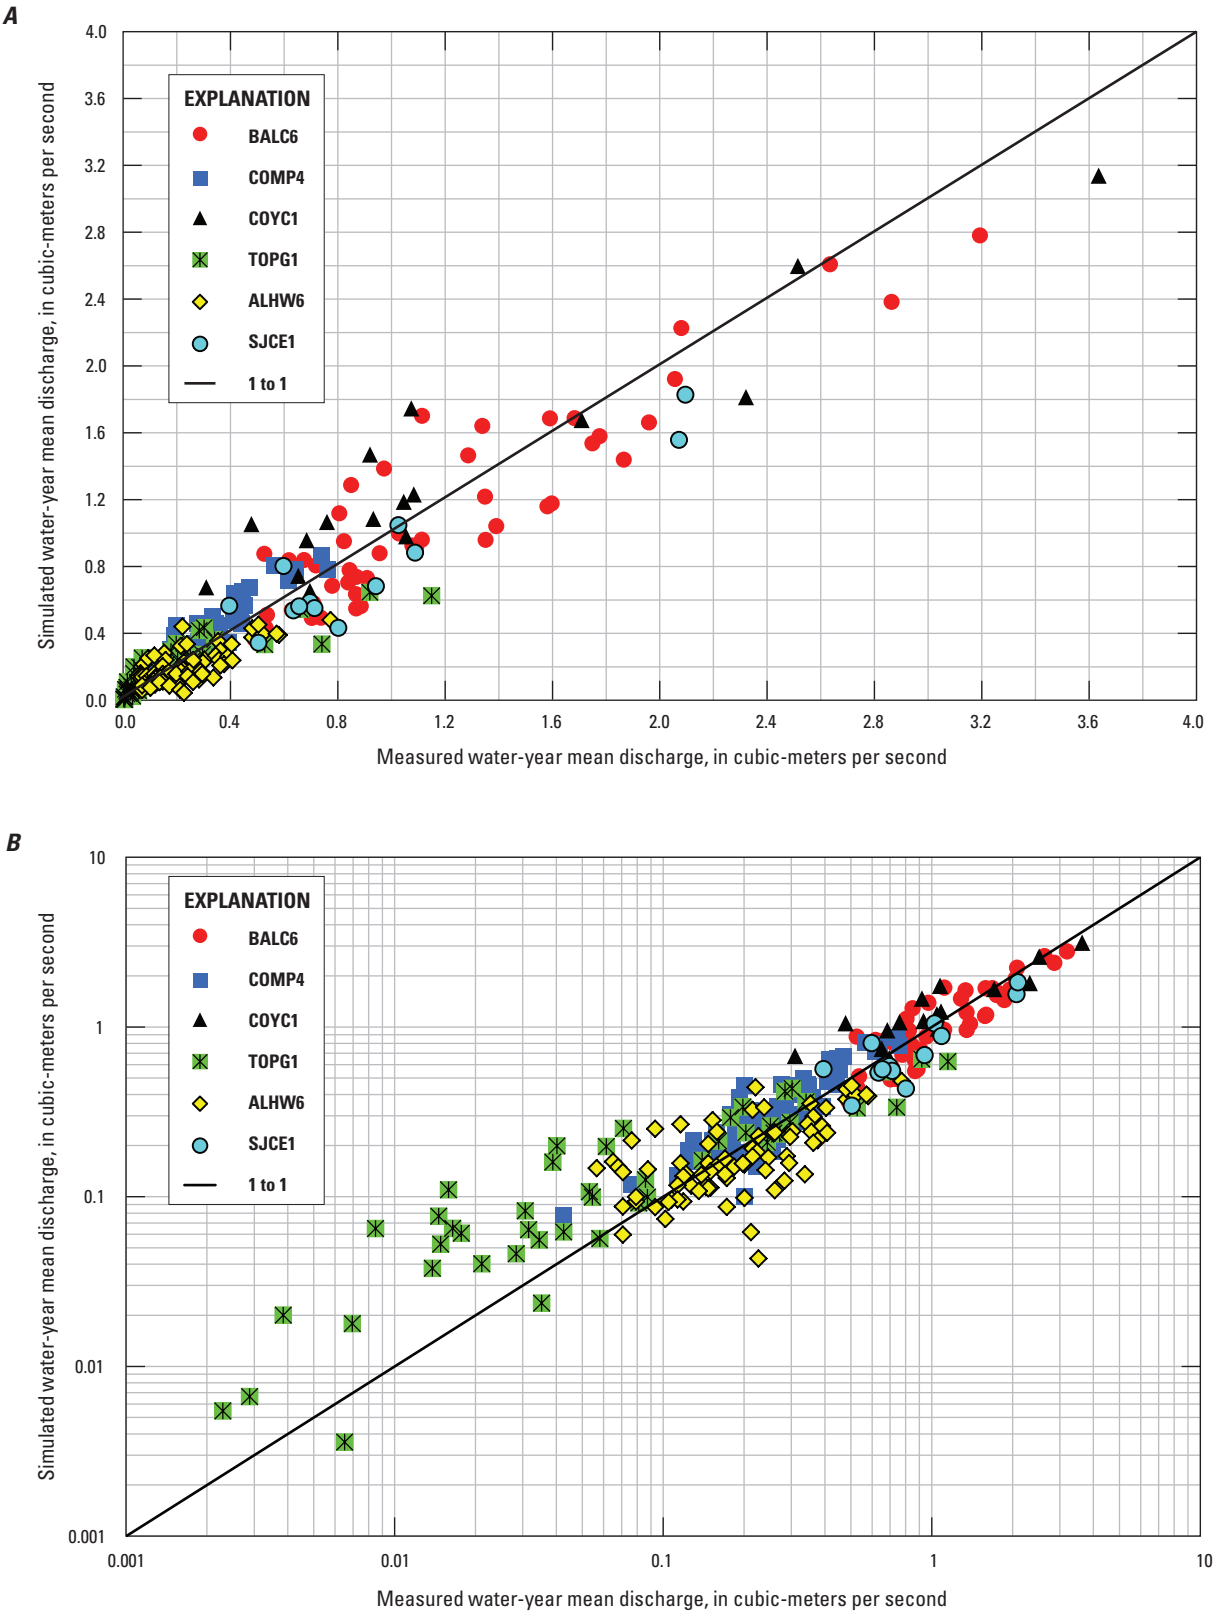 A
4.0
3.6
3.2
2.8
2.4
2.0
1.6
1.2
0.8
0.4
0.0
Simulated water-year mean discharge, in cubic-meters per second
EXPLANATION
BALC6
COMP4
COYC1
TOPG1
ALHW6
SJCE1
1 to 1
0.0 0.4 0.8 1.2 1.6 2.0 2.4 2.8 3.2 3.6 4.0
Measured water-year mean discharge, in cubic-meters per second
B
10
1
0.1
0.01
0.001
Simulated water-year mean discharge, in cubic-meters per second
EXPLANATION
BALC6
COMP4
COYC1
TOPG1
ALHW6
SJCE1
1 to 1
0.001 0.01 0.1 1 10
Measured water-year mean discharge, in cubic-meters per second